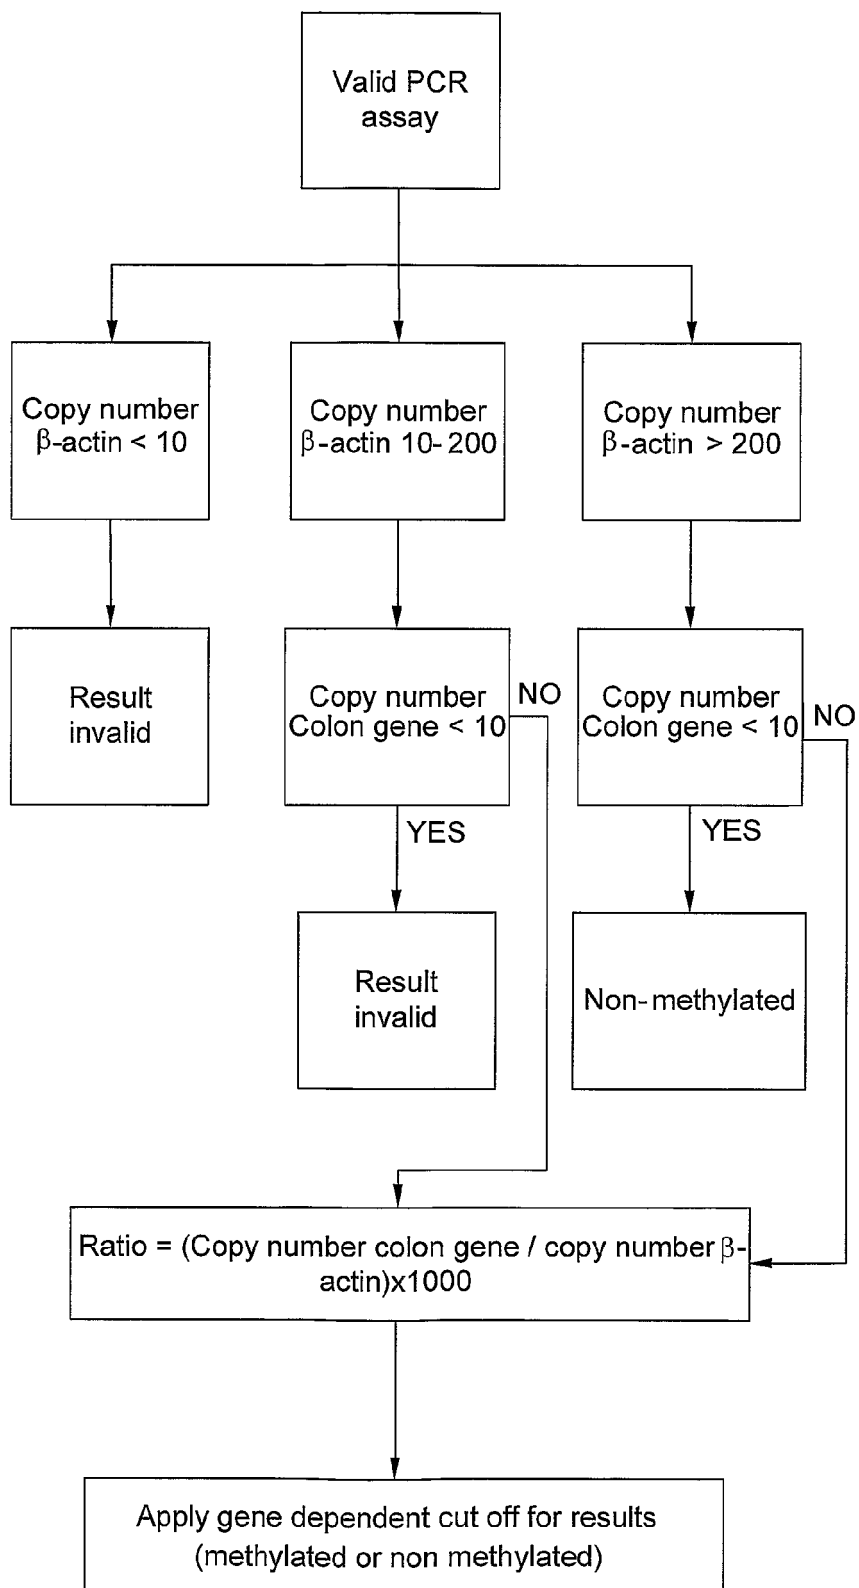 Valid PCR
assay
Copy number
β-actin < 10
Copy number
β-actin 10-200
Copy number
β-actin > 200
Result
invalid
Copy number
Colon gene < 10
NO
Copy number
Colon gene < 10
NO
YES
YES
Result
invalid
Non-methylated
Ratio = (Copy number colon gene / copy number β-
actin)x1000
Apply gene dependent cut off for results
(methylated or non methylated)